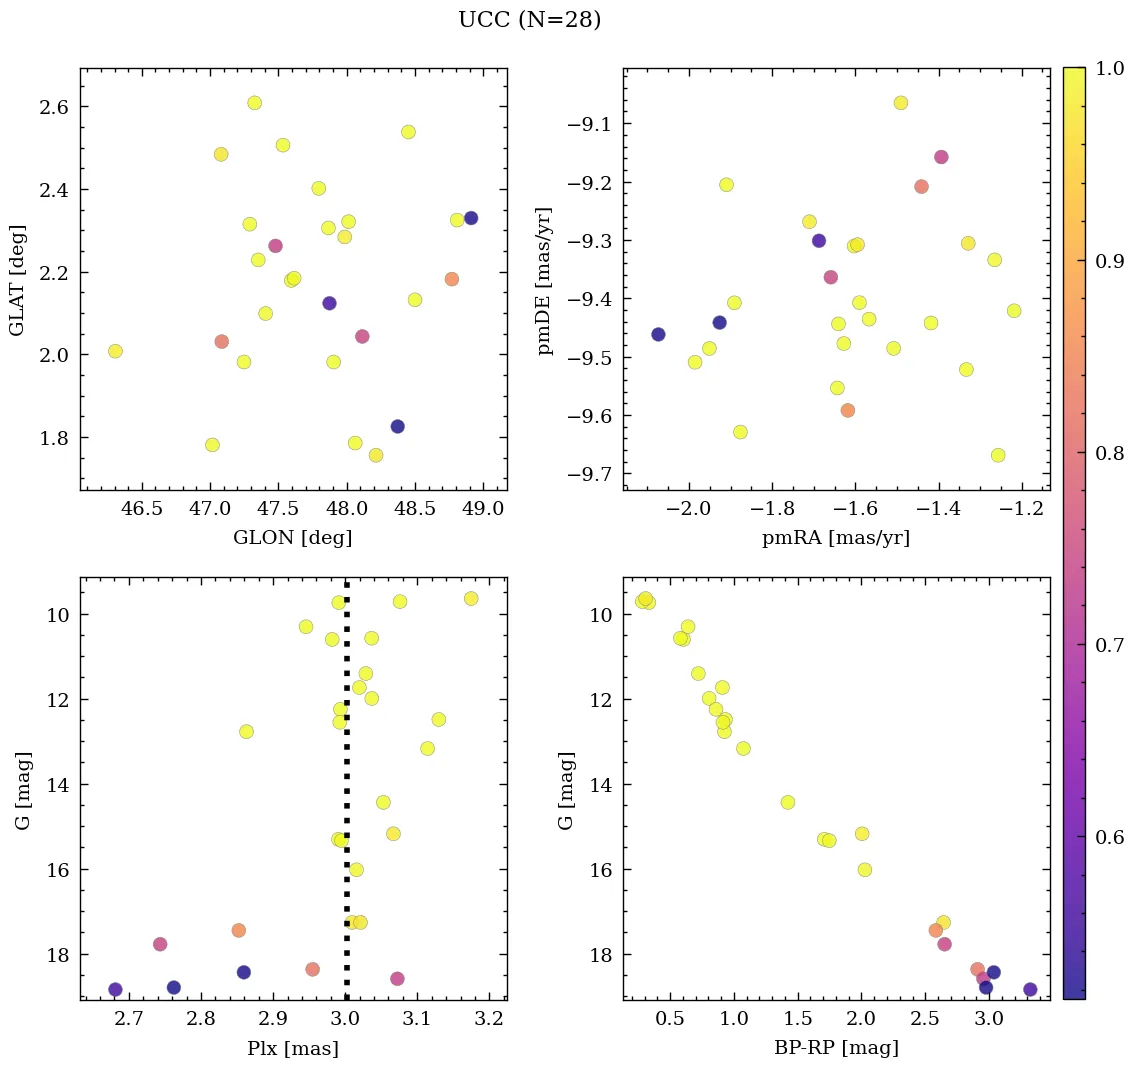 UCC (N=28)
2.6
2.4
2.2
2.0
1.8
GLAT [deg]
46.5 47.0 47.5 48.0 48.5 49.0
GLON [deg]
−9.1
−9.2
−9.3
−9.4
−9.5
−9.6
−9.7
pmDE [mas/yr]
−2.0 −1.8 −1.6 −1.4 −1.2
pmRA [mas/yr]
10
12
14
16
18
G [mag]
2.7 2.8 2.9 3.0 3.1 3.2
Plx [mas]
10
12
14
16
18
G [mag]
0.5 1.0 1.5 2.0 2.5 3.0
BP-RP [mag]
1.0
0.9
0.8
0.7
0.6